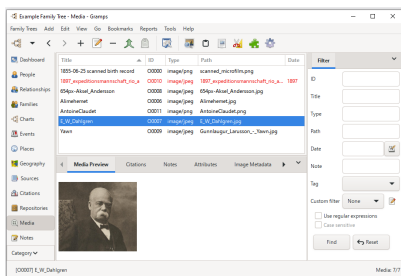 Example Family Tree - Media - Gramps
Family Trees Add Edit View Go Bookmarks Reports Tools Help
Dashboard
People
Relationships
Families
Charts
Events
Places
Geography
Sources
Citations
Repositories
Media
Notes
Category
Title ID Type Path Date
1855-06-25 scanned birth record O0000 image/png scanned_microfilm.png
1897_expeditionsmannschaft_no_a O0010 image/jpeg 1897_expeditionsmannschaft_no_a... 1897
654px-Aksel_Andersson O0008 image/jpeg 654px-Aksel_Andersson.jpg
Alimehemet O0006 image/jpeg Alimehemet.jpg
AntoineClaudet O0011 image/png AntoineClaudet.png
E_W_Dahlgren O0007 image/jpeg E_W_Dahlgren.jpg
Yawn O0009 image/jpeg Gunnlaugur_Larusson_-_Yawn.jpg
Media Preview Citations Notes Attributes Image Metadata
Filter
ID
Title
Type
Path
Date
Note
Tag
Custom filter None
Use regular expressions
Case sensitive
Find Reset
[O0007] E_W_Dahlgren
Media: 7/7